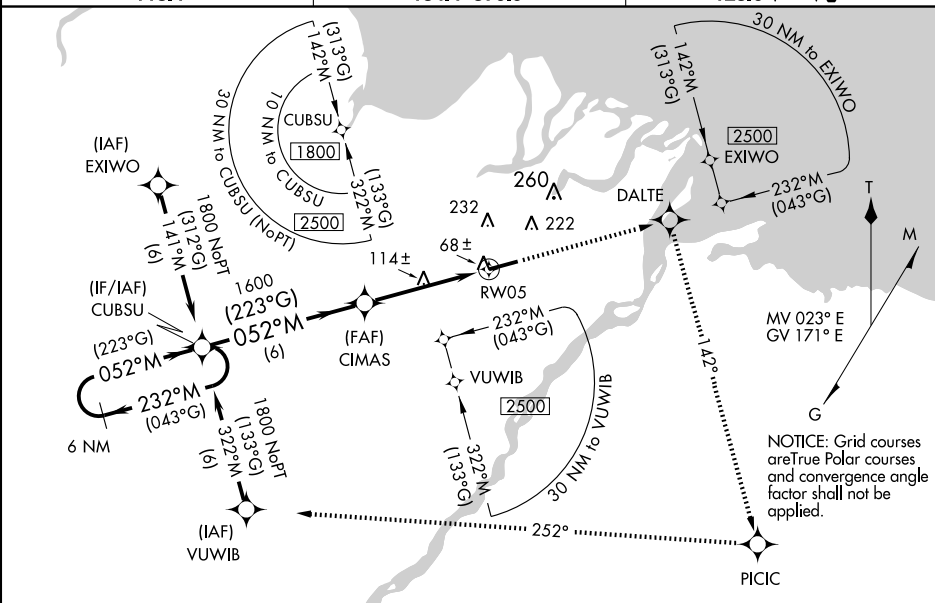 30 NM to EXIWO
142°M
(313°G)
2500
EXIWO
232°M
(043°G)
(313°G)
142°M
30 NM to CUBSU (NoPT)
10 NM to CUBSU
CUBSU
1800
2500
(133°G)
322°M
(IAF)
EXIWO
1800 NoPT
(312°G)
141°M
(6)
260
232
222
DALTE
T
M
114±
68±
RW05
(IF/IAF)
CUBSU
1600
(223°G)
052°M
(6)
(FAF)
CIMAS
(223°G)
052°M
232°M
(043°G)
6 NM
1800 NoPT
(133°G)
322°M
(6)
(IAF)
VUWIB
232°M
(043°G)
VUWIB
2500
322°M
(133°G)
30 NM to VUWIB
142°
252°
PICIC
MV 023° E
GV 171° E
G
NOTICE: Grid courses
areTrue Polar courses
and convergence angle
factor shall not be
applied.